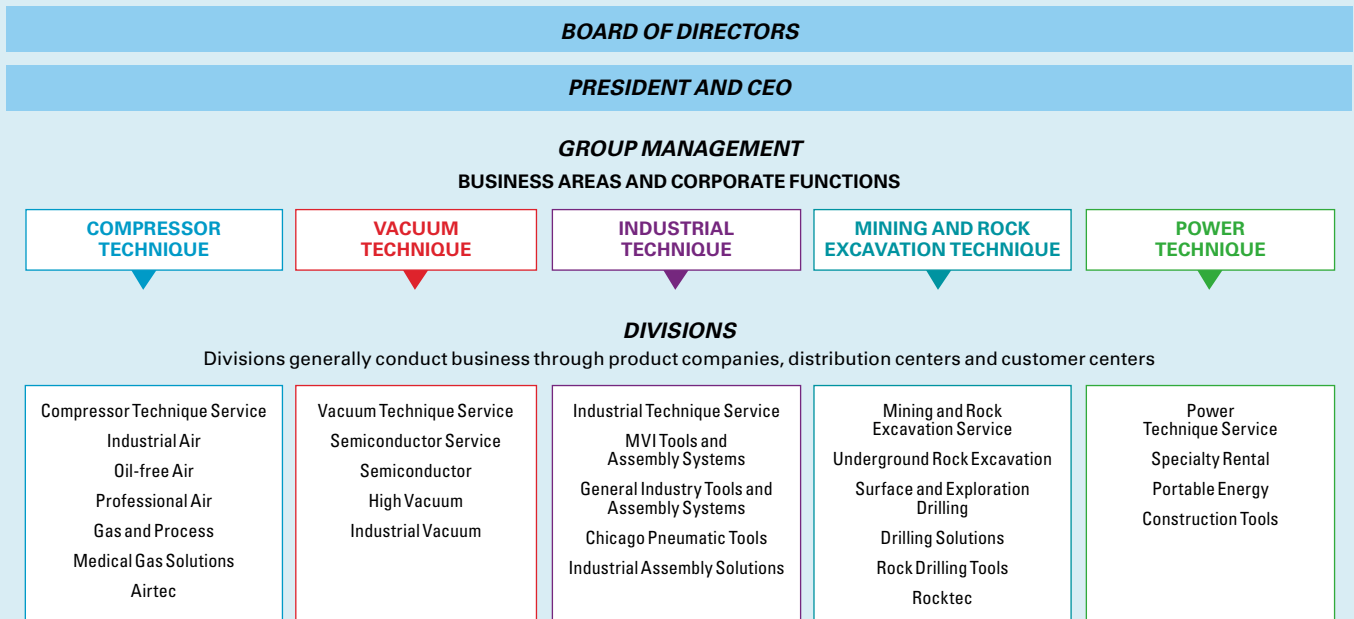 BOARD OF DIRECTORS
PRESIDENT AND CEO
GROUP MANAGEMENT
BUSINESS AREAS AND CORPORATE FUNCTIONS
COMPRESSOR
TECHNIQUE
VACUUM
TECHNIQUE
INDUSTRIAL
TECHNIQUE
MINING AND ROCK
EXCAVATION TECHNIQUE
POWER
TECHNIQUE
DIVISIONS
Divisions generally conduct business through product companies, distribution centers and customer centers
Compressor Technique Service
Industrial Air
Oil-free Air
Professional Air
Gas and Process
Medical Gas Solutions
Airtec
Vacuum Technique Service
Semiconductor Service
Semiconductor
High Vacuum
Industrial Vacuum
Industrial Technique Service
MVI Tools and
Assembly Systems
General Industry Tools and
Assembly Systems
Chicago Pneumatic Tools
Industrial Assembly Solutions
Mining and Rock
Excavation Service
Underground Rock Excavation
Surface and Exploration
Drilling
Drilling Solutions
Rock Drilling Tools
Rocktec
Power
Technique Service
Specialty Rental
Portable Energy
Construction Tools